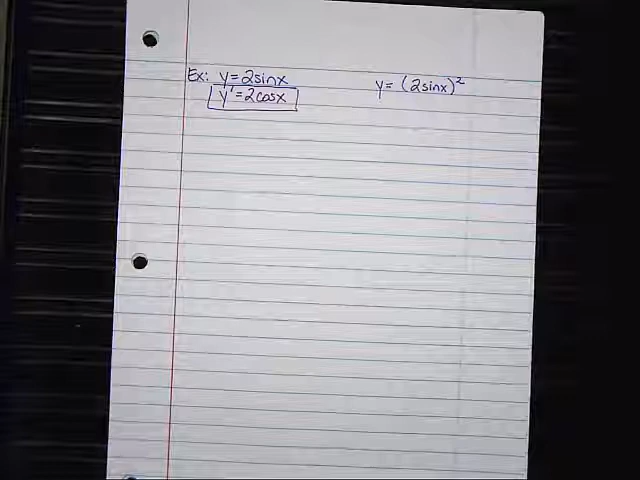 Ex: y = 2sinx
y' = 2cosx
y = (2sinx)²